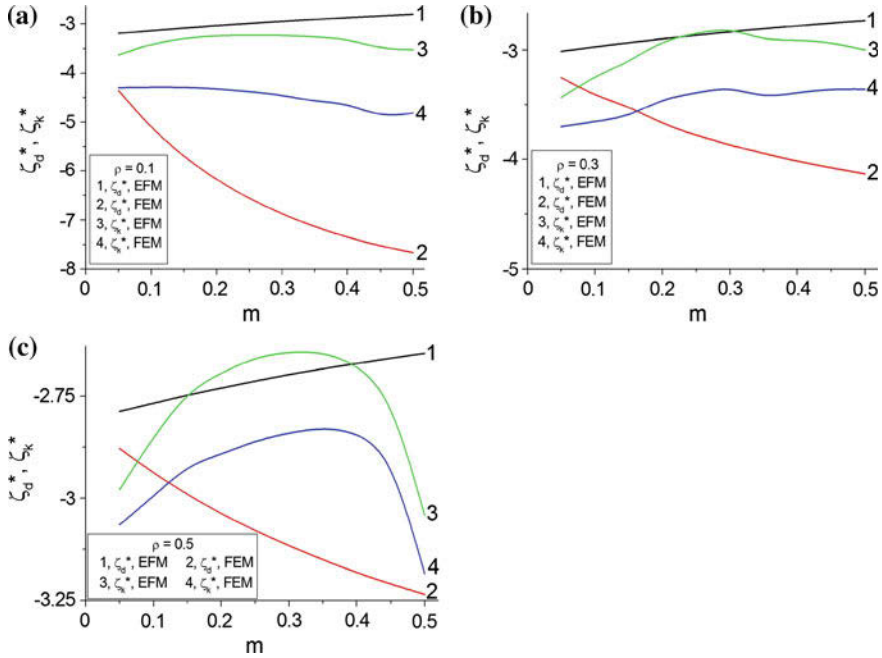 (a)
-3
-4
-5
-6
-7
-8
ζd*, ζk*
1
3
4
2
ρ = 0.1
1, ζd*, EFM
2, ζd*, FEM
3, ζk*, EFM
4, ζk*, FEM
0 0.1 0.2 0.3 0.4 0.5
m
(b)
-3
-4
-5
ζd*, ζk*
1
3
4
2
ρ = 0.3
1, ζd*, EFM
2, ζd*, FEM
3, ζk*, EFM
4, ζk*, FEM
0 0.1 0.2 0.3 0.4 0.5
m
(c)
-2.75
-3
-3.25
ζd*, ζk*
1
3
4
2
ρ = 0.5
1, ζd*, EFM 2, ζd*, FEM
3, ζk*, EFM 4, ζk*, FEM
0 0.1 0.2 0.3 0.4 0.5
m